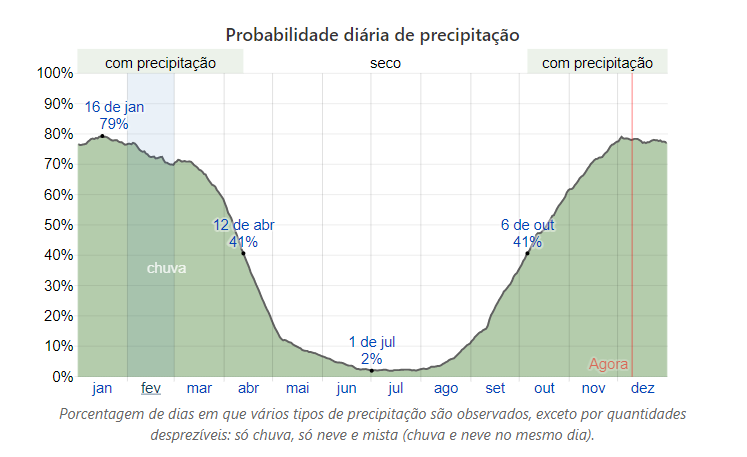 Probabilidade diária de precipitação
com precipitação seco com precipitação
100%
90%
80%
70%
60%
50%
40%
30%
20%
10%
0%
16 de jan
79%
12 de abr
41%
6 de out
41%
chuva
1 de jul
2%
Agora
jan fev mar abr mai jun jul ago set out nov dez
Porcentagem de dias em que vários tipos de precipitação são observados, exceto por quantidades
desprezíveis: só chuva, só neve e mista (chuva e neve no mesmo dia).